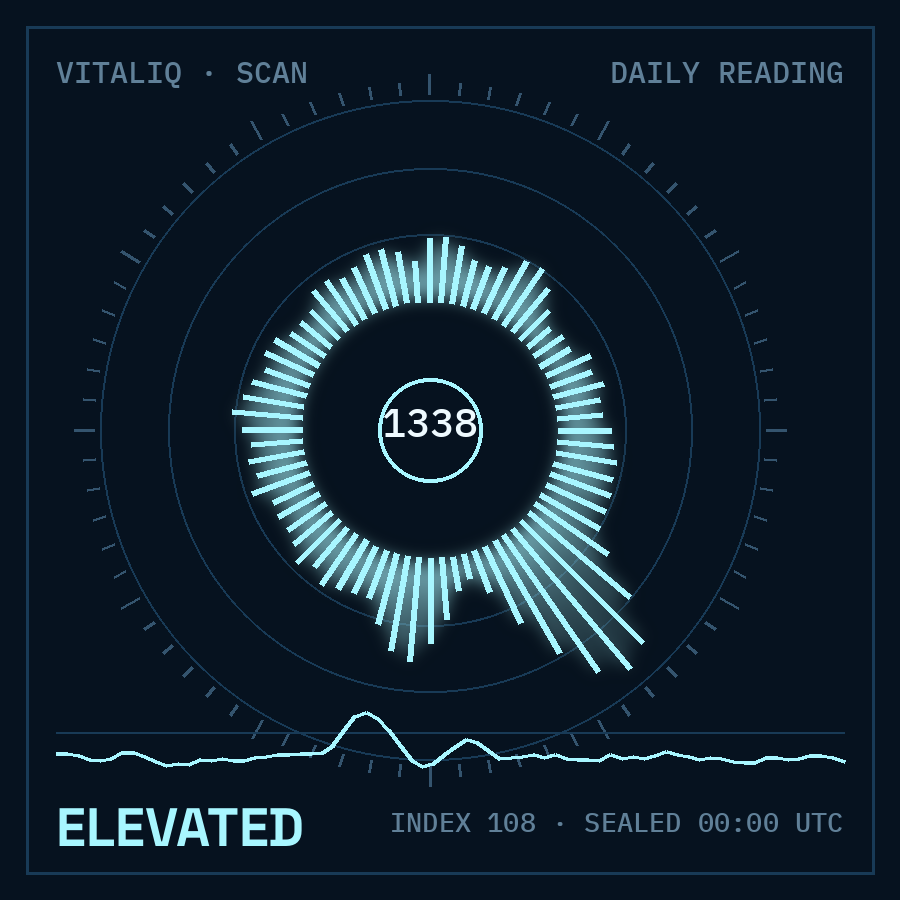 VITALIQ · SCAN
DAILY READING
1338
ELEVATED
INDEX 108 · SEALED 00:00 UTC